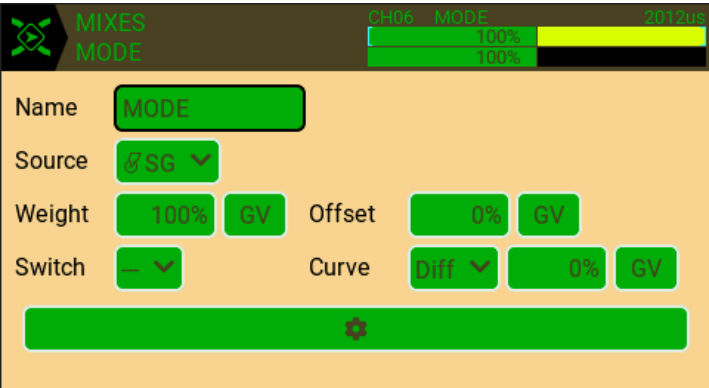 MIXES
MODE
CH06 MODE 2012us
100%
100%
Name MODE
Source SG
Weight 100% GV Offset 0% GV
Switch --- Curve Diff 0% GV